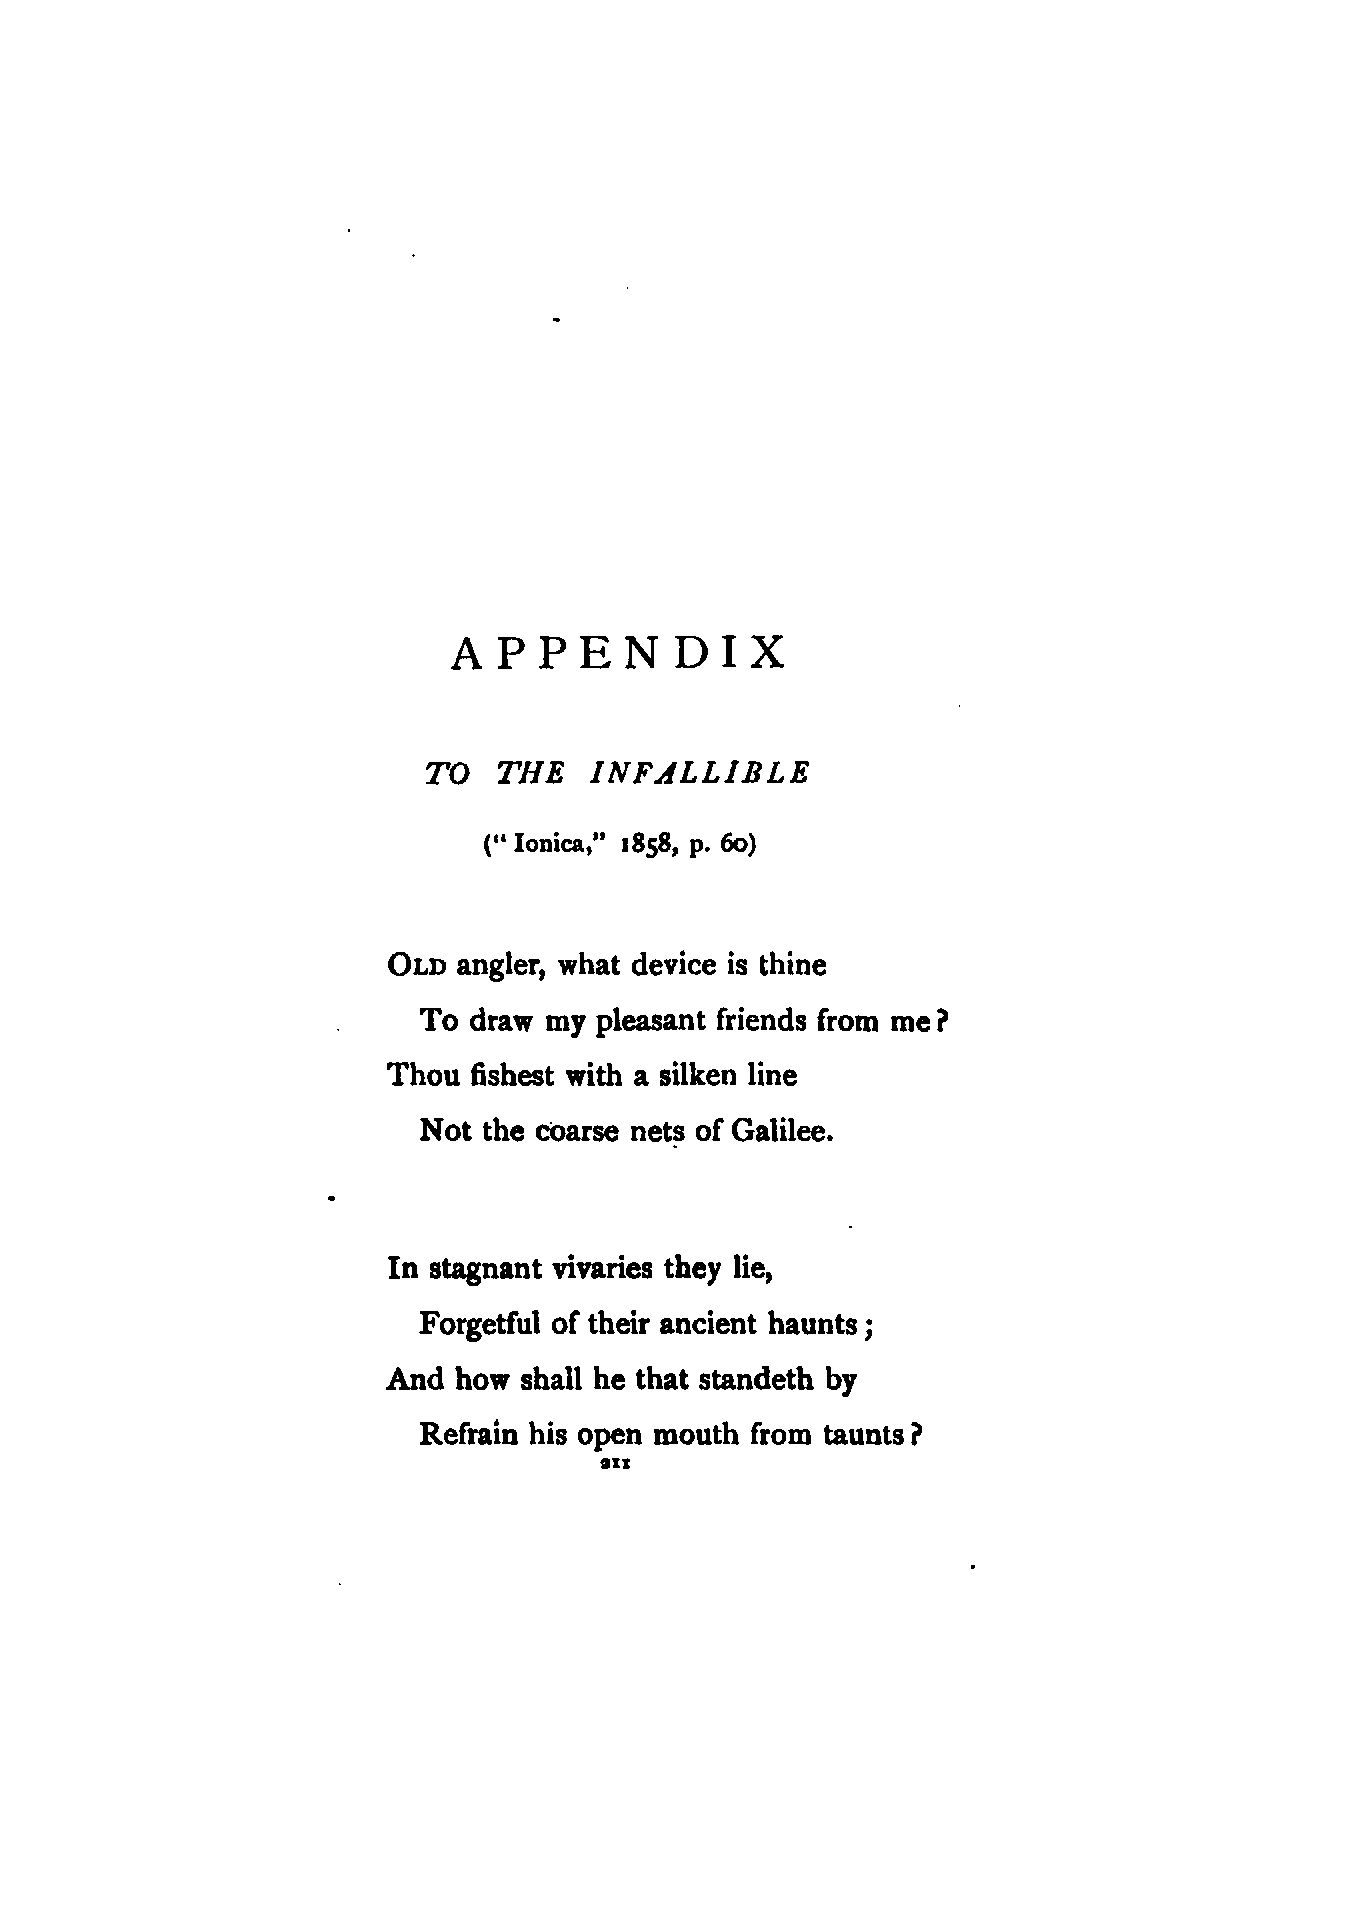 APPENDIX
TO THE INFALLIBLE
(“Ionica,” 1858, p. 60)
OLD angler, what device is thine
To draw my pleasant friends from me?
Thou fishest with a silken line
Not the coarse nets of Galilee.
In stagnant vivaries they lie,
Forgetful of their ancient haunts;
And how shall he that standeth by
Refrain his open mouth from taunts?
211